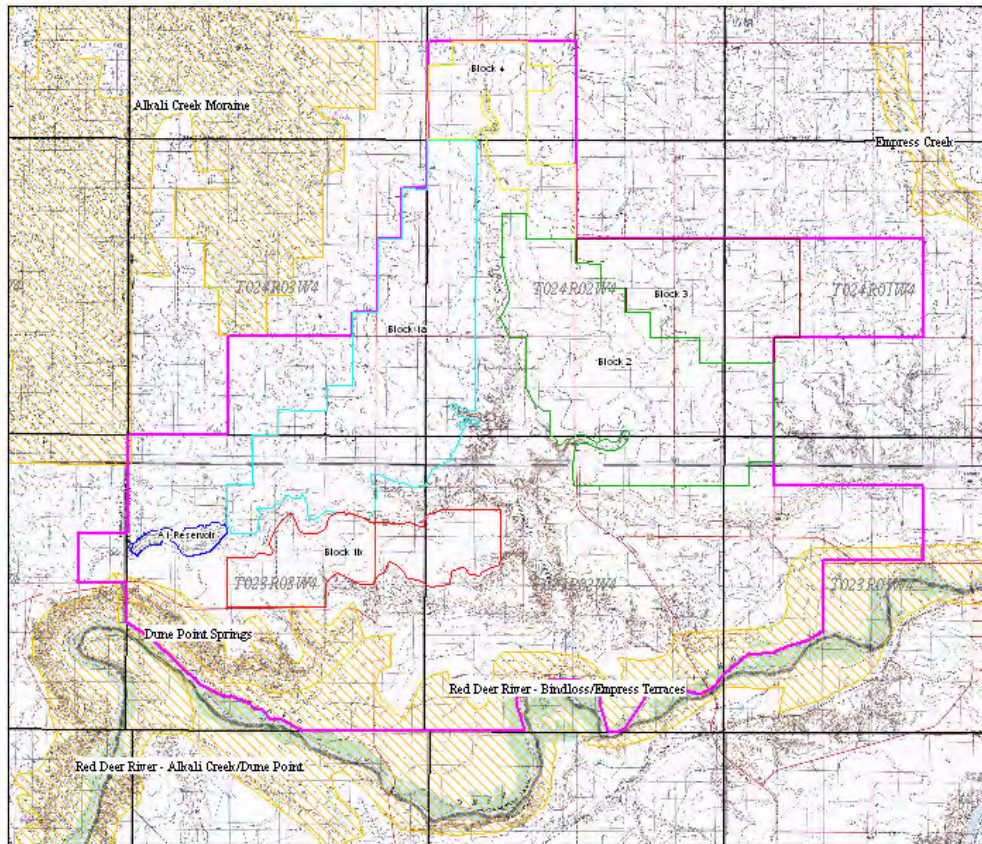 Block 4
Alkali Creek Moraine
Empress Creek
T024R03W4
T024R02W4
Block 3
T024R01W4
Block 1a
Block 2
A1 Reservoir
Block 1b
T023R03W4
Dune Point Springs
Red Deer River - Bindloss/Empress Terraces
Red Deer River - Alkali Creek/Dune Point